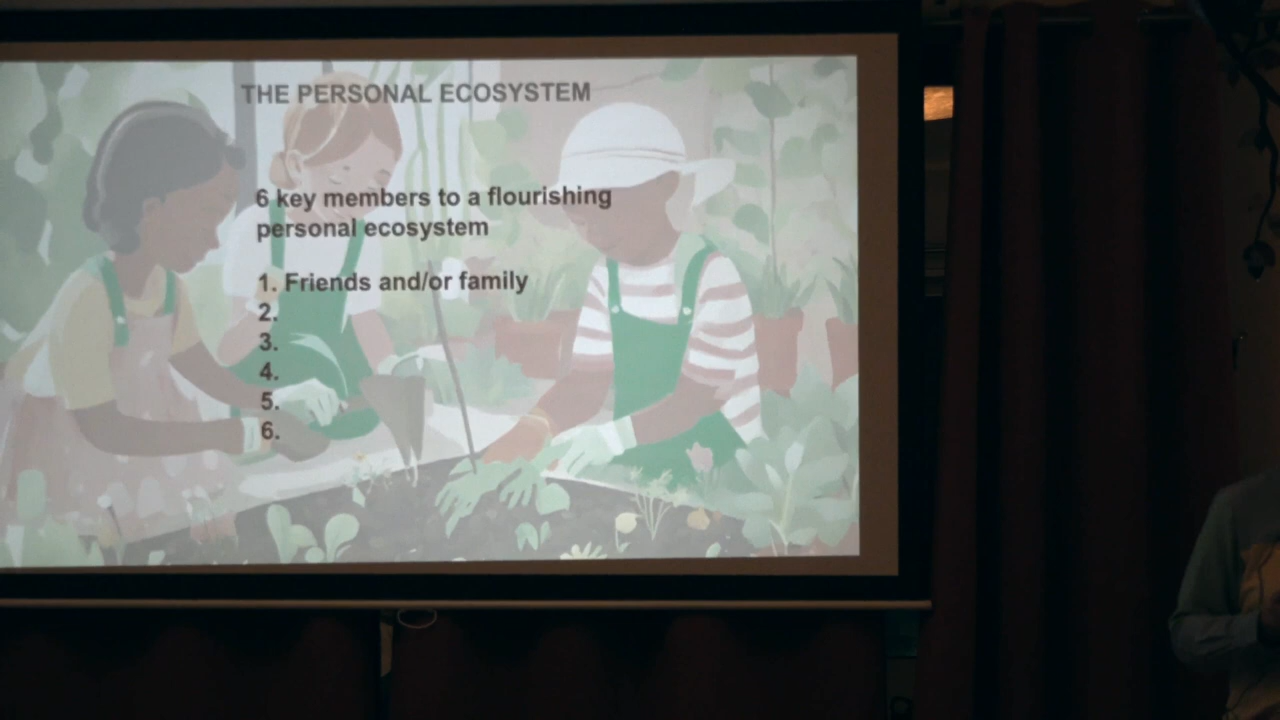 THE PERSONAL ECOSYSTEM
6 key members to a flourishing
personal ecosystem
1. Friends and/or family
2.
3.
4.
5.
6.